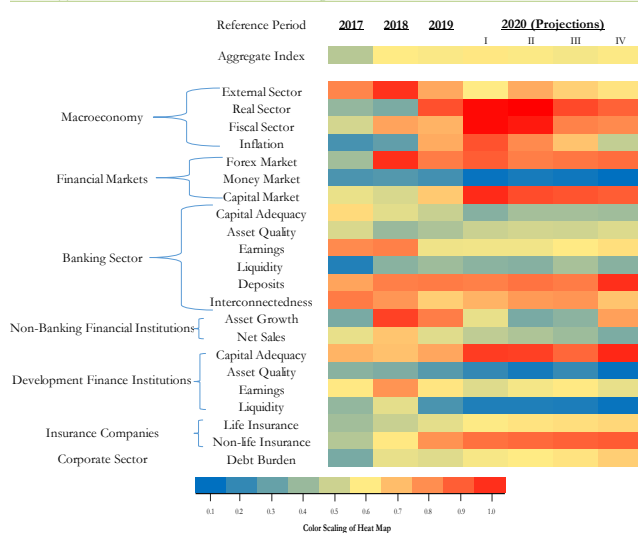 Reference Period 2017 2018 2019 2020 (Projections)
I II III IV
Aggregate Index
External Sector
Real Sector
Macroeconomy
Fiscal Sector
Inflation
Forex Market
Financial Markets Money Market
Capital Market
Capital Adequacy
Asset Quality
Earnings
Banking Sector
Liquidity
Deposits
Interconnectedness
Asset Growth
Non-Banking Financial Institutions
Net Sales
Capital Adequacy
Asset Quality
Development Finance Institutions
Earnings
Liquidity
Life Insurance
Insurance Companies
Non-life Insurance
Corporate Sector Debt Burden
0.1 0.2 0.3 0.4 0.5 0.6 0.7 0.8 0.9 1.0
Color Scaling of Heat Map